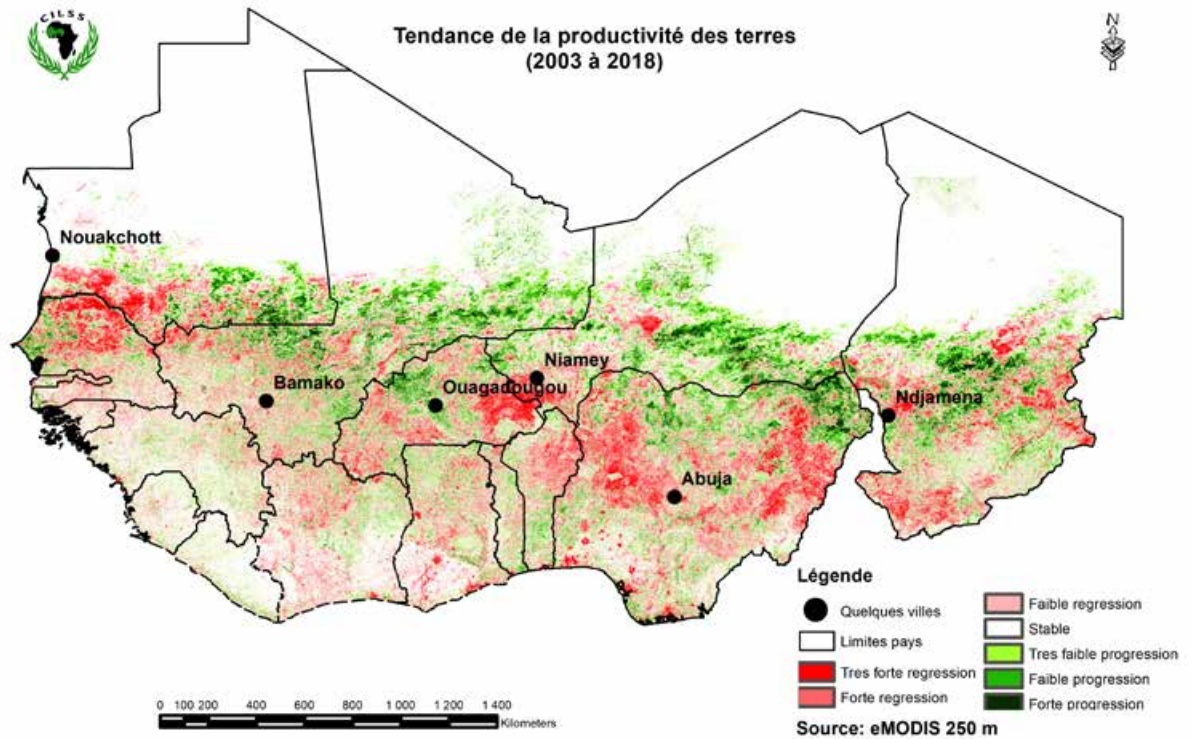 CILSS
Tendance de la productivité des terres
(2003 à 2018)
N
Nouakchott
Niamey
Bamako
Ouagadougou
Ndjamena
Abuja
Légende
Quelques villes
Limites pays
Tres forte regression
Forte regression
Faible regression
Stable
Tres faible progression
Faible progression
Forte progression
0 100 200 400 600 800 1 000 1 200 1 400
Kilometers
Source: eMODIS 250 m